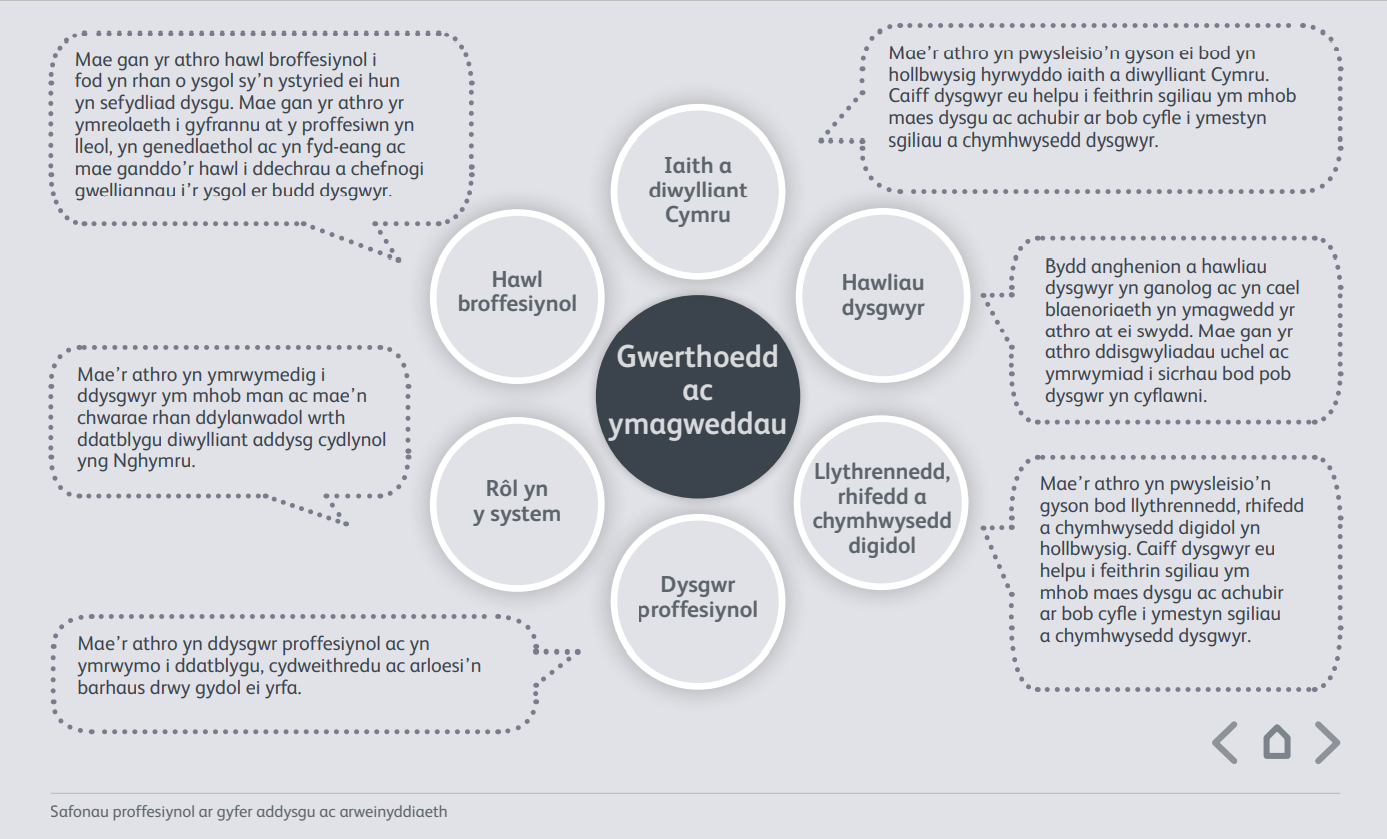 Mae gan yr athro hawl broffesiynol i
fod yn rhan o ysgol sy'n ystyried ei hun
yn sefydliad dysgu. Mae gan yr athro yr
ymreolaeth i gyfrannu at y proffesiwn yn
lleol, yn genedlaethol ac yn fyd-eang ac
mae ganddo'r hawl i ddechrau a chefnogi
gwelliannau i'r ysgol er budd dysgwyr.
Mae'r athro yn pwysleisio'n gyson ei bod yn
hollbwysig hyrwyddo iaith a diwylliant Cymru.
Caiff dysgwyr eu helpu i feithrin sgiliau ym mhob
maes dysgu ac achubir ar bob cyfle i ymestyn
sgiliau a chymhwysedd dysgwyr.
Iaith a
diwylliant
Cymru
Hawl
broffesiynol
Hawliau
dysgwyr
Bydd anghenion a hawliau
dysgwyr yn ganolog ac yn cael
blaenoriaeth yn ymagwedd yr
athro at ei swydd. Mae gan yr
athro ddisgwyliadau uchel ac
ymrwymiad i sicrhau bod pob
dysgwr yn cyflawni.
Gwerthoedd
ac
ymagweddau
Mae'r athro yn ymrwymedig i
ddysgwyr ym mhob man ac mae'n
chwarae rhan ddylanwadol wrth
ddatblygu diwylliant addysg cydlynol
yng Nghymru.
Rôl yn
y system
Llythrennedd,
rhifedd a
chymhwysedd
digidol
Mae'r athro yn pwysleisio'n
gyson bod llythrennedd, rhifedd
a chymhwysedd digidol yn
hollbwysig. Caiff dysgwyr eu
helpu i feithrin sgiliau ym
mhob maes dysgu ac achubir
ar bob cyfle i ymestyn sgiliau
a chymhwysedd dysgwyr.
Dysgwr
proffesiynol
Mae'r athro yn ddysgwr proffesiynol ac yn
ymrwymo i ddatblygu, cydweithredu ac arloesi'n
barhaus drwy gydol ei yrfa.
Safonau proffesiynol ar gyfer addysgu ac arweinyddiaeth